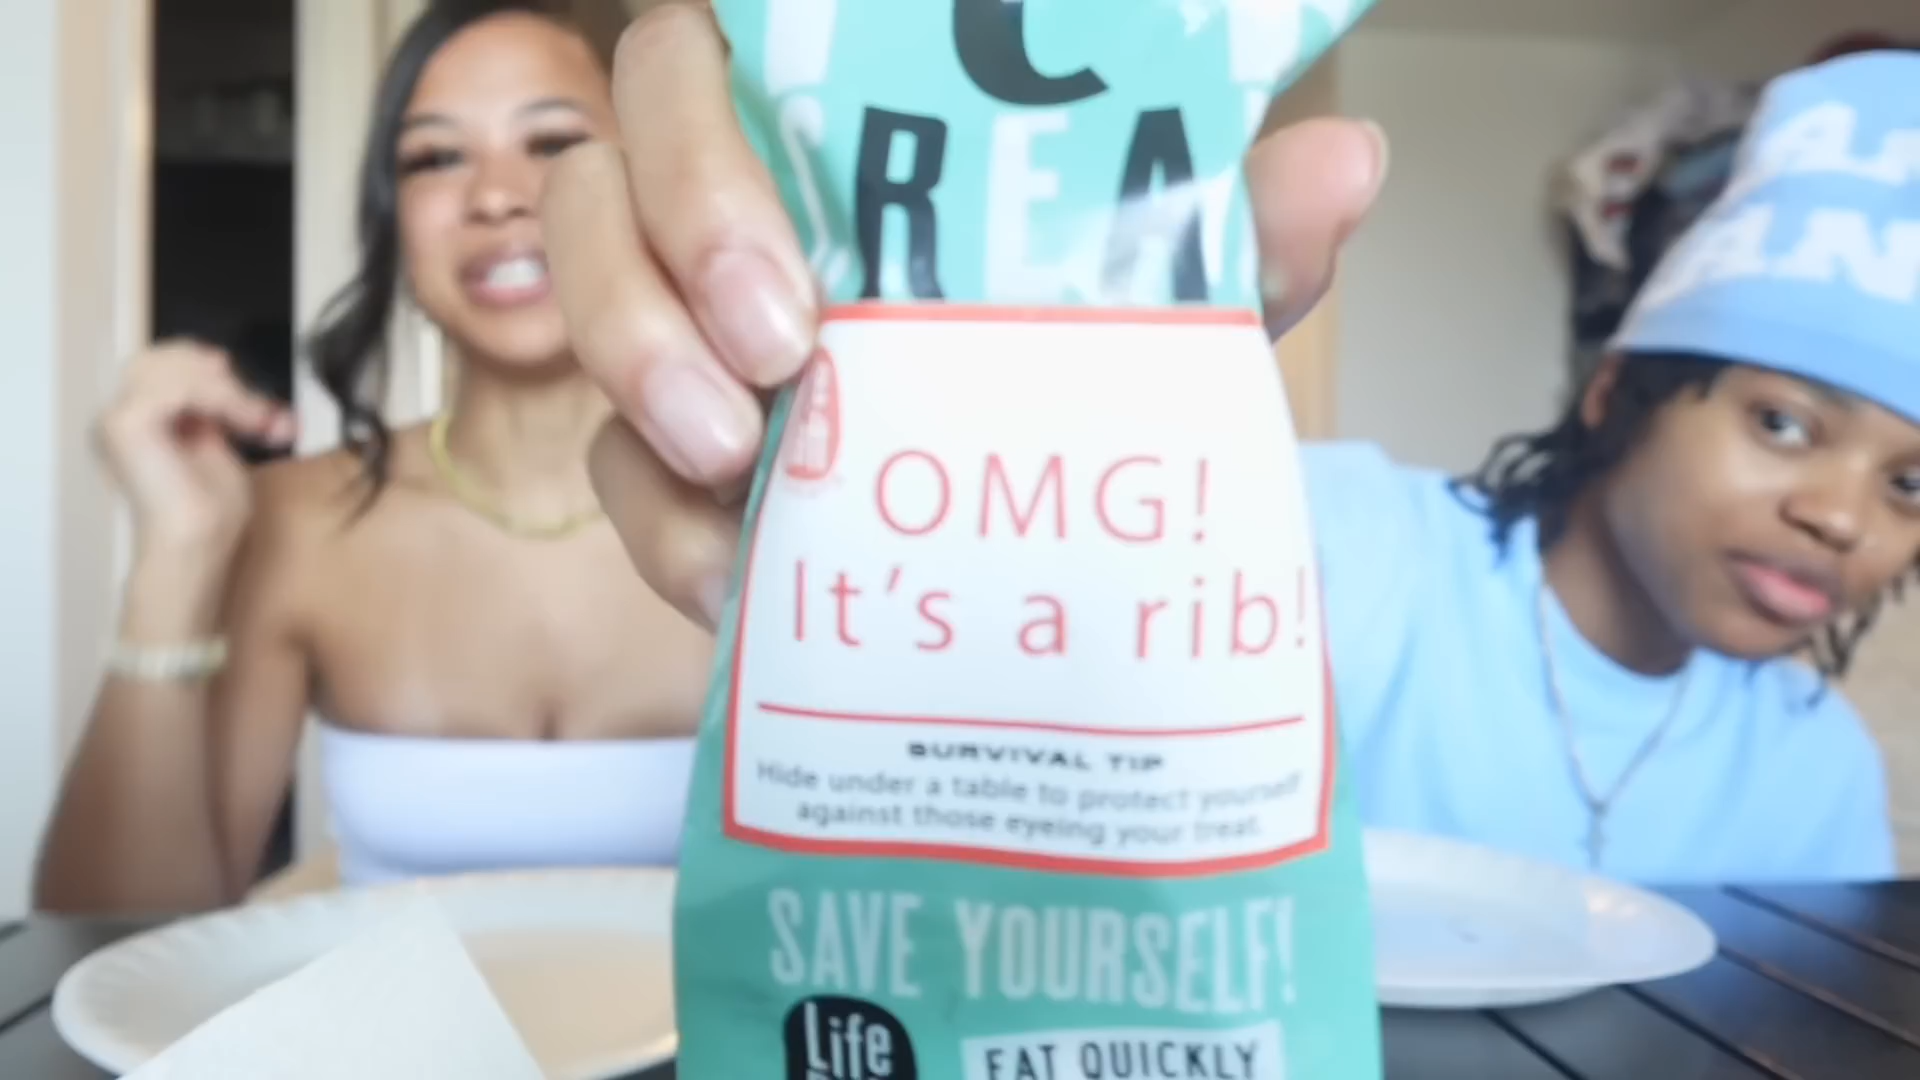 C
REA
OMG!
It's a rib!
SURVIVAL TIP
Hide under a table to protect yourself
against those eyeing your treat.
SAVE YOURSELF!
Life
EAT QUICKLY